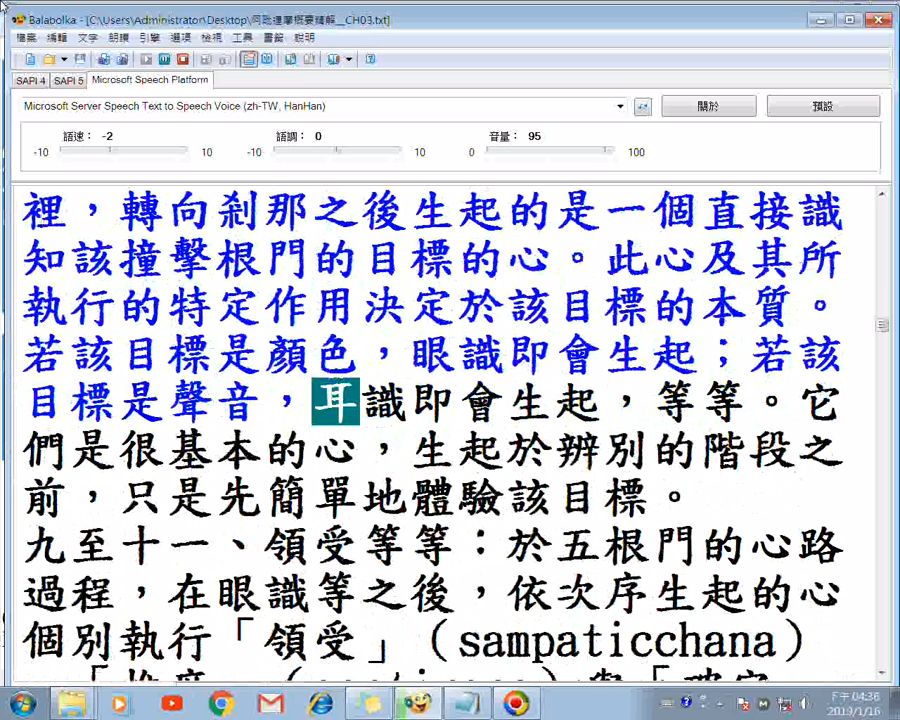 Balabolka - [C:\Users\Administrator\Desktop\阿毗達摩概要精解__CH03.txt]
檔案 編輯 文字 朗讀 引擎 選項 檢視 工具 書籤 說明
SAPI 4 SAPI 5 Microsoft Speech Platform
Microsoft Server Speech Text to Speech Voice (zh-TW, HanHan) 關於 預設
語速： -2 語調： 0 音量： 95
-10 10 -10 10 0 100
裡，轉向剎那之後生起的是一個直接識
知該撞擊根門的目標的心。此心及其所
執行的特定作用決定於該目標的本質。
若該目標是顏色，眼識即會生起；若該
目標是聲音，耳識即會生起，等等。它
們是很基本的心，生起於辨別的階段之
前，只是先簡單地體驗該目標。
九至十一、領受等等：於五根門的心路
過程，在眼識等之後，依次序生起的心
個別執行「領受」（sampaticchana）
下午 04:36
2019/1/16